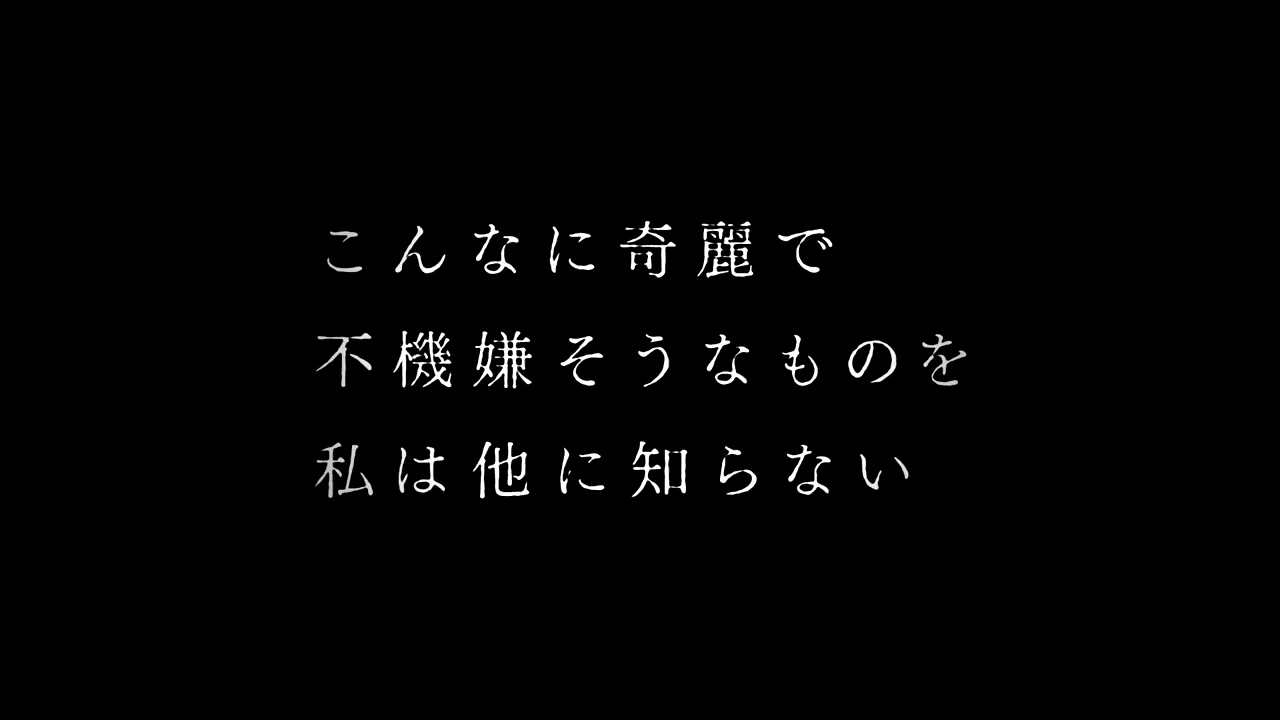 こんなに奇麗で
不機嫌そうなものを
私は他に知らない